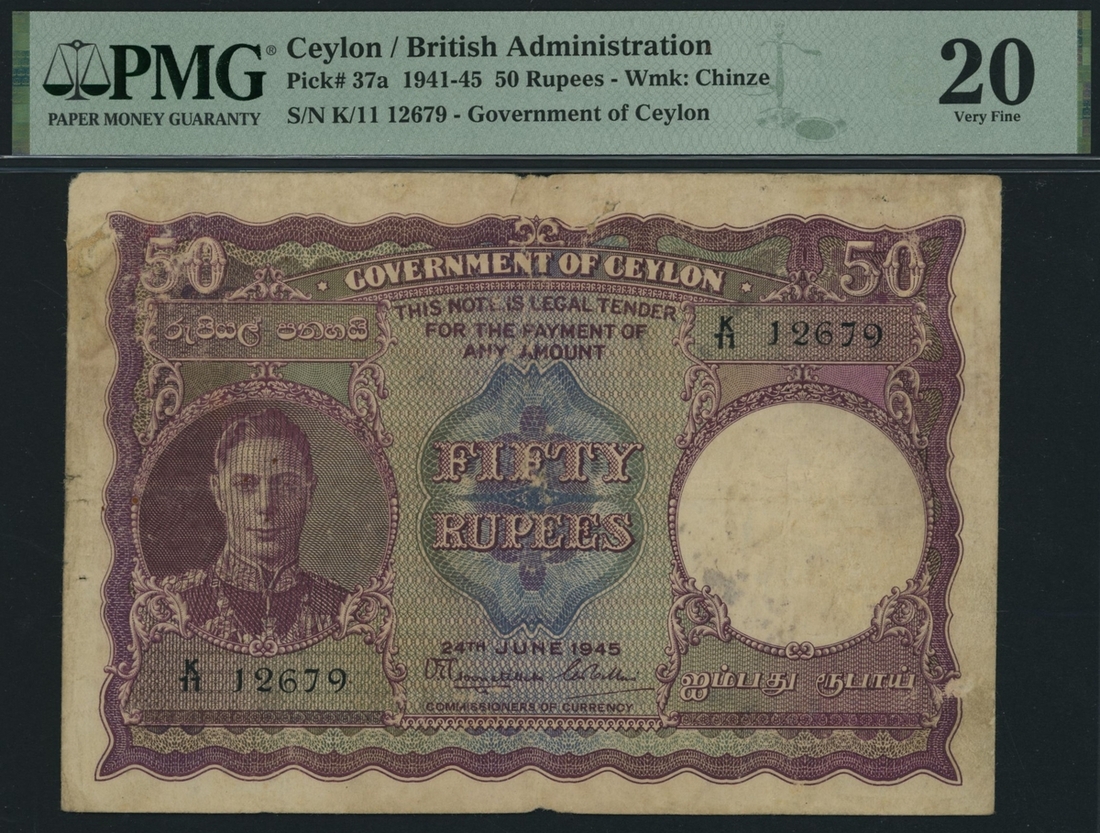 PMG®
PAPER MONEY GUARANTY
Ceylon / British Administration
Pick# 37a 1941-45 50 Rupees - Wmk: Chinze
S/N K/11 12679 - Government of Ceylon
20
Very Fine
50
GOVERNMENT OF CEYLON
50
THIS NOTE IS LEGAL TENDER
FOR THE PAYMENT OF
ANY AMOUNT
රුපියල් පනහයි
K/11 12679
FIFTY
RUPEES
24TH JUNE 1945
COMMISSIONERS OF CURRENCY
K/11 12679
ஐம்பது ரூபாய்